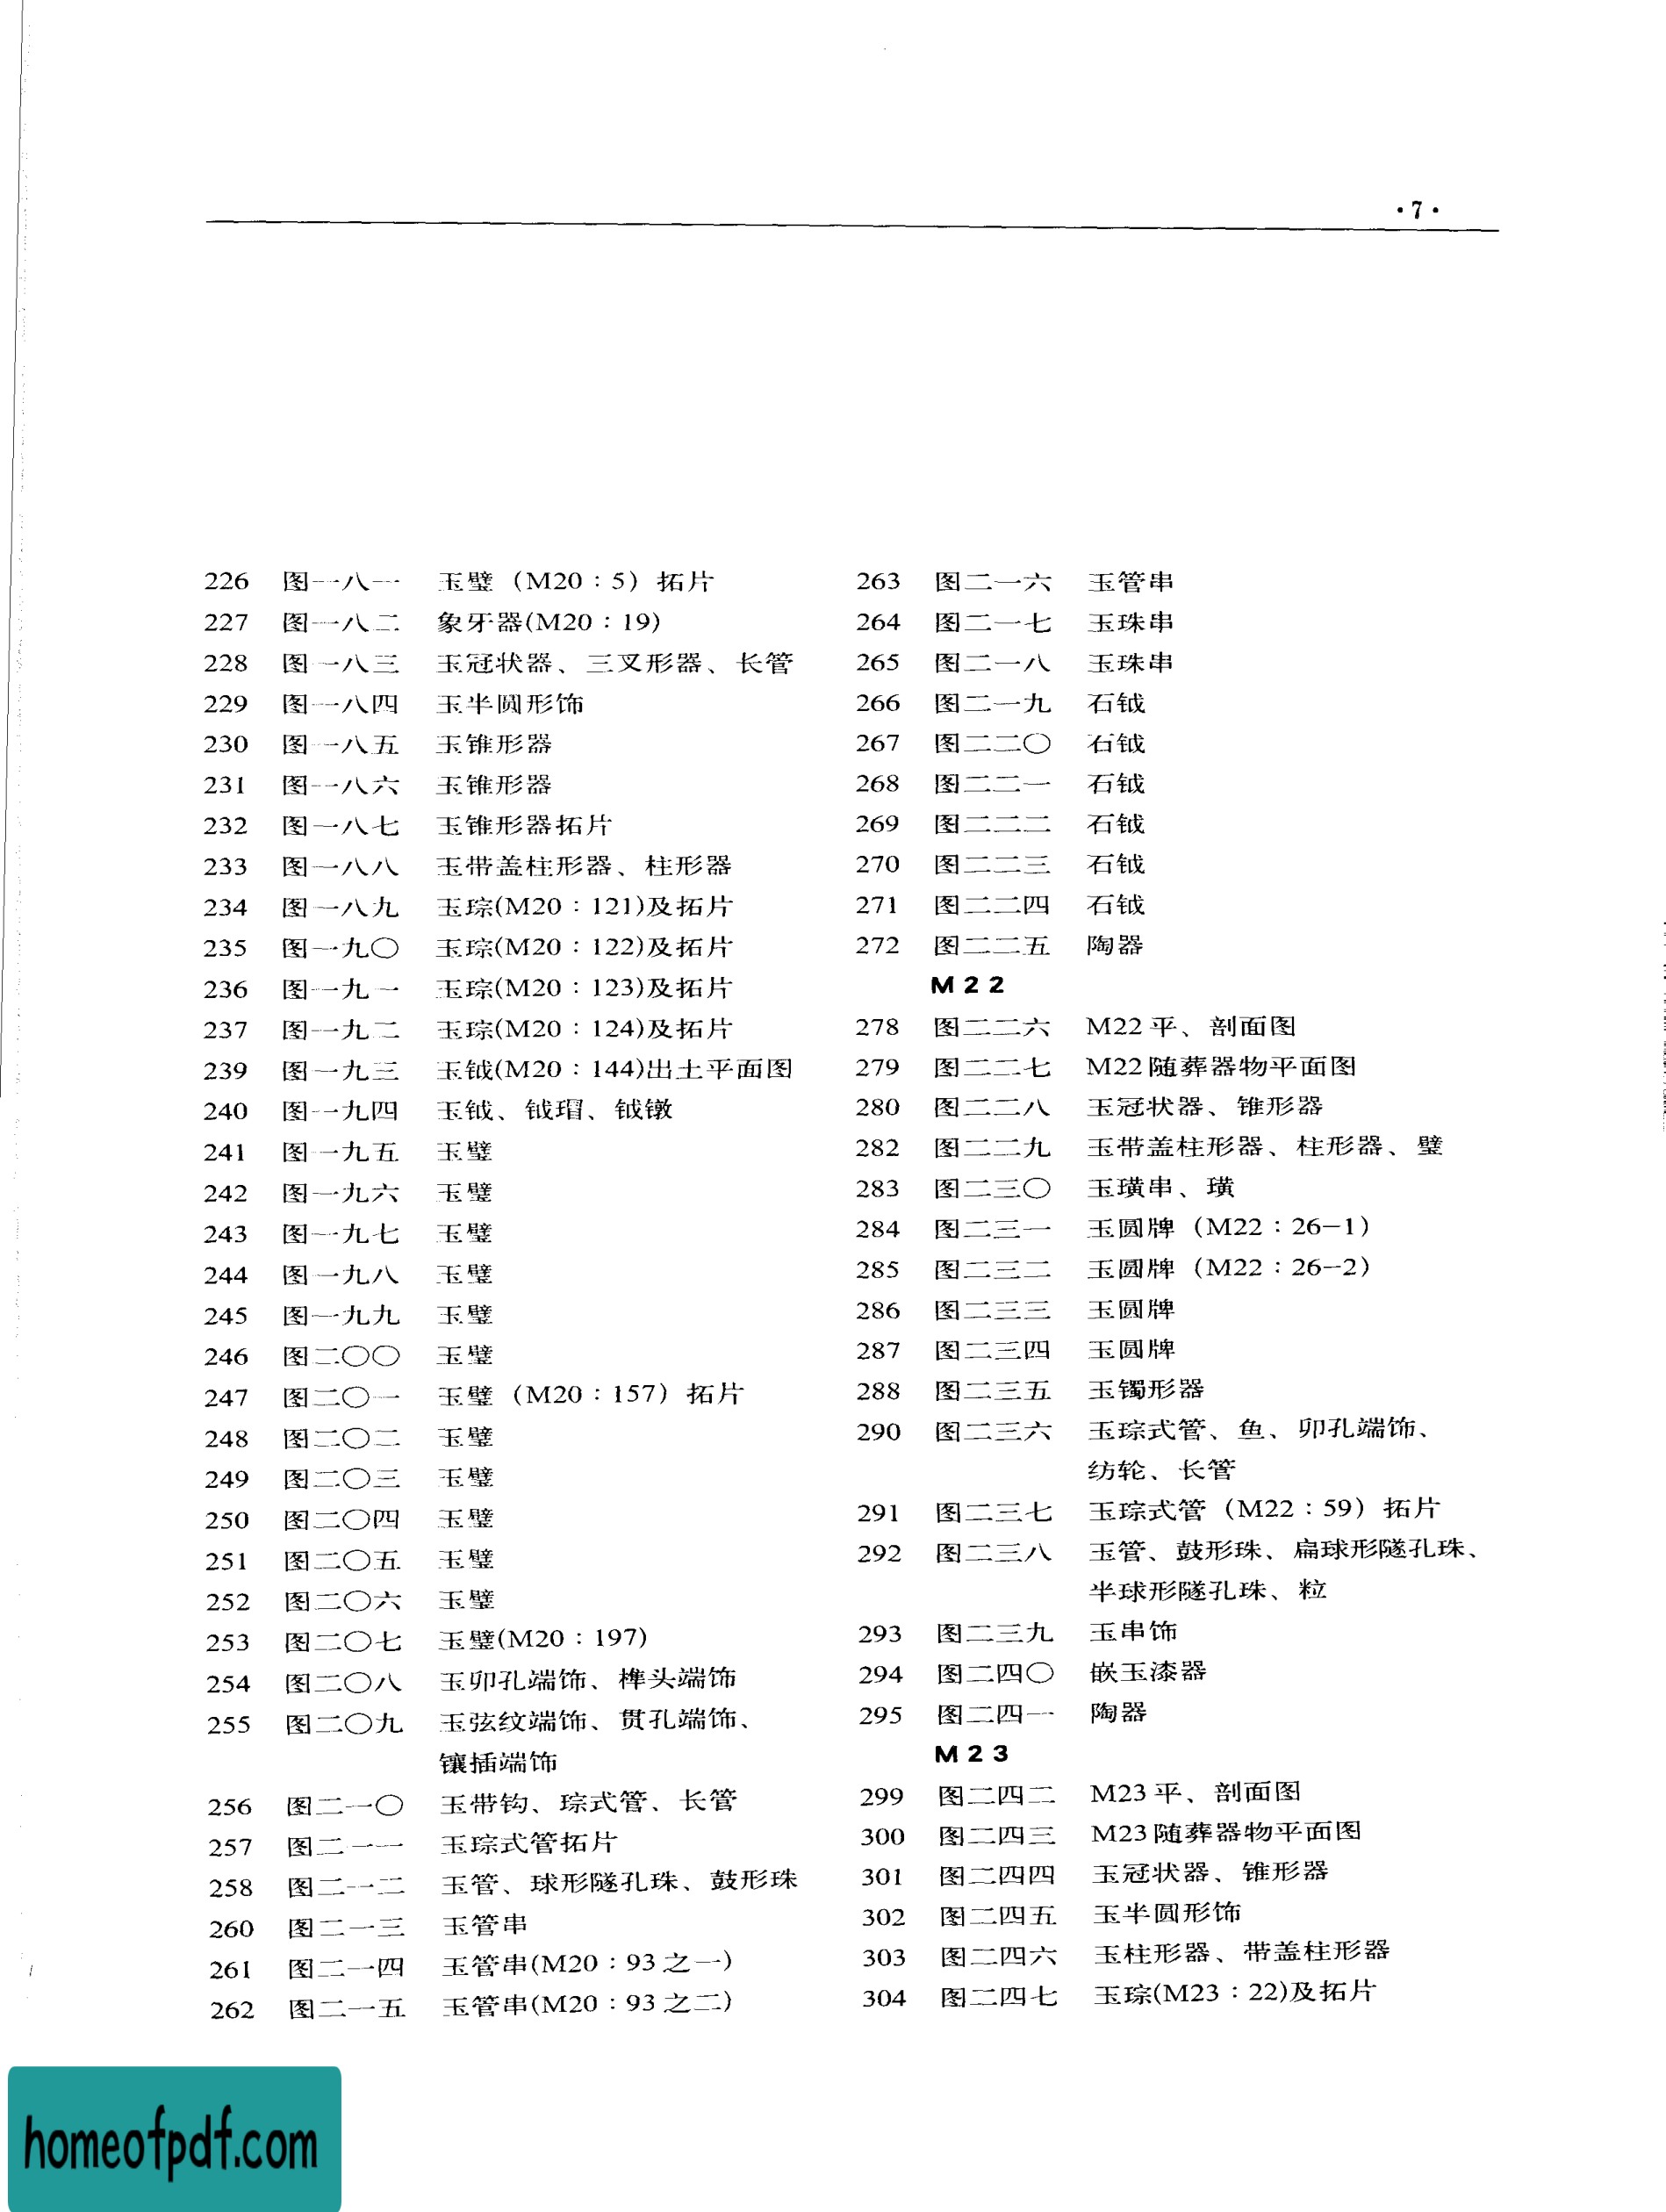 ·7·
226 图一八一 玉璧（M20：5）拓片
227 图一八二 象牙器(M20：19)
228 图一八三 玉冠状器、三叉形器、长管
229 图一八四 玉半圆形饰
230 图一八五 玉锥形器
231 图一八六 玉锥形器
232 图一八七 玉锥形器拓片
233 图一八八 玉带盖柱形器、柱形器
234 图一八九 玉琮(M20：121)及拓片
235 图一九〇 玉琮(M20：122)及拓片
236 图一九一 玉琮(M20：123)及拓片
237 图一九二 玉琮(M20：124)及拓片
239 图一九三 玉钺(M20：144)出土平面图
240 图一九四 玉钺、钺瑁、钺镦
241 图一九五 玉璧
242 图一九六 玉璧
243 图一九七 玉璧
244 图一九八 玉璧
245 图一九九 玉璧
246 图二〇〇 玉璧
247 图二〇一 玉璧（M20：157）拓片
248 图二〇二 玉璧
249 图二〇三 玉璧
250 图二〇四 玉璧
251 图二〇五 玉璧
252 图二〇六 玉璧
253 图二〇七 玉璧(M20：197)
254 图二〇八 玉卯孔端饰、榫头端饰
255 图二〇九 玉弦纹端饰、贯孔端饰、
镶插端饰
256 图二一〇 玉带钩、琮式管、长管
257 图二一一 玉琮式管拓片
258 图二一二 玉管、球形隧孔珠、鼓形珠
260 图二一三 玉管串
261 图二一四 玉管串(M20：93之一)
262 图二一五 玉管串(M20：93之二)
263 图二一六 玉管串
264 图二一七 玉珠串
265 图二一八 玉珠串
266 图二一九 石钺
267 图二二〇 石钺
268 图二二一 石钺
269 图二二二 石钺
270 图二二三 石钺
271 图二二四 石钺
272 图二二五 陶器
M22
278 图二二六 M22平、剖面图
279 图二二七 M22随葬器物平面图
280 图二二八 玉冠状器、锥形器
282 图二二九 玉带盖柱形器、柱形器、璧
283 图二三〇 玉璜串、璜
284 图二三一 玉圆牌（M22：26-1）
285 图二三二 玉圆牌（M22：26-2）
286 图二三三 玉圆牌
287 图二三四 玉圆牌
288 图二三五 玉镯形器
290 图二三六 玉琮式管、鱼、卯孔端饰、
纺轮、长管
291 图二三七 玉琮式管（M22：59）拓片
292 图二三八 玉管、鼓形珠、扁球形隧孔珠、
半球形隧孔珠、粒
293 图二三九 玉串饰
294 图二四〇 嵌玉漆器
295 图二四一 陶器
M23
299 图二四二 M23平、剖面图
300 图二四三 M23随葬器物平面图
301 图二四四 玉冠状器、锥形器
302 图二四五 玉半圆形饰
303 图二四六 玉柱形器、带盖柱形器
304 图二四七 玉琮(M23：22)及拓片
homeofpdf.com